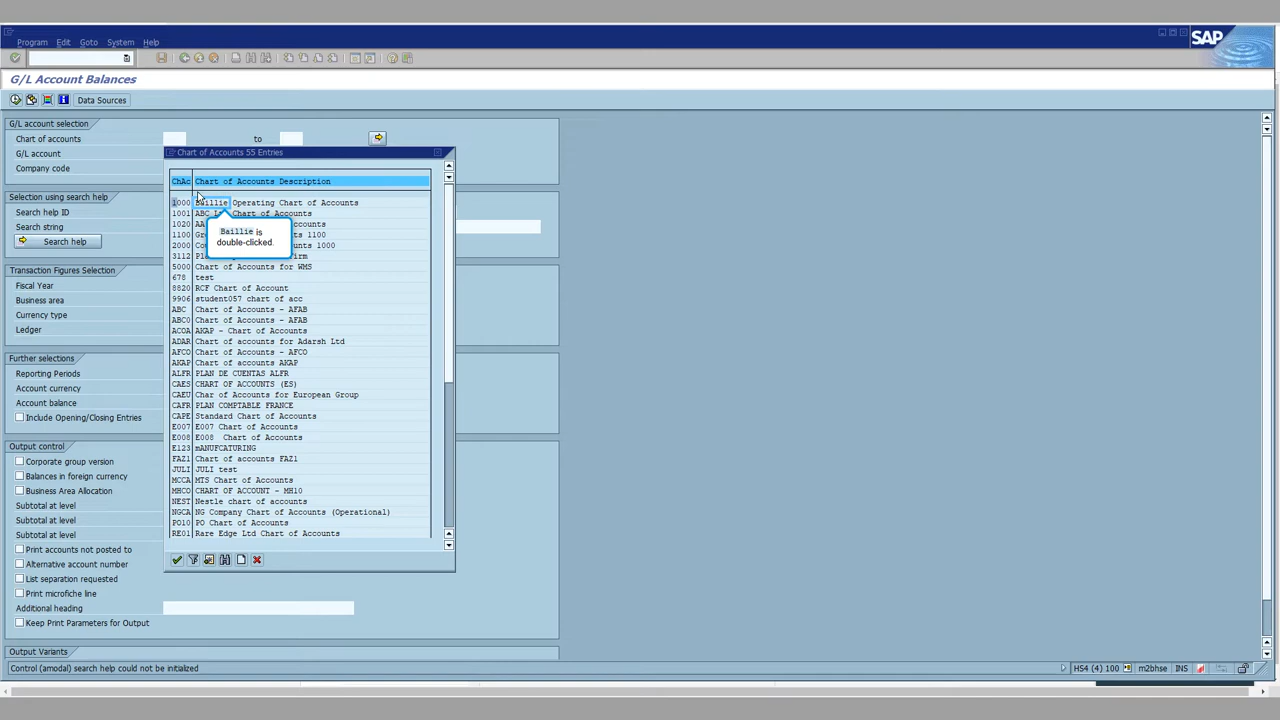 Program Edit Goto System Help
SAP
G/L Account Balances
Data Sources
G/L account selection
Chart of accounts to
G/L account
Company code
Selection using search help
Search help ID
Search string
Search help
Transaction Figures Selection
Fiscal Year
Business area
Currency type
Ledger
Further selections
Reporting Periods
Account currency
Account balance
Include Opening/Closing Entries
Output control
Corporate group version
Balances in foreign currency
Business Area Allocation
Subtotal at level
Subtotal at level
Subtotal at level
Print accounts not posted to
Alternative account number
List separation requested
Print microfiche line
Additional heading
Keep Print Parameters for Output
Output Variants
Chart of Accounts 55 Entries
ChAc Chart of Accounts Description
1000 Baillie Operating Chart of Accounts
1001 ABC Chart of Accounts
1020 counts
1100 ts 1100
2000 unts 1000
3112 irm
5000 Chart of Accounts for WMS
678 test
8820 RCF Chart of Account
9906 student057 chart of acc
ABC Chart of Accounts - AFAB
ABC0 Chart of Accounts - AFAB
ACOA AKAP - Chart of Accounts
ADAR Chart of accounts for Adarsh Ltd
AFCO Chart of Accounts - AFCO
AKAP Chart of accounts AKAP
ALFR PLAN DE CUENTAS ALFR
CAES CHART OF ACCOUNTS (ES)
CAEU Char of Accounts for European Group
CAFR PLAN COMPTABLE FRANCE
CAPE Standard Chart of Accounts
E007 E007 Chart of Accounts
E008 E008 Chart of Accounts
E123 mANUFCATURING
FAZ1 Chart of accounts FAZ1
JULI JULI test
MCCA MTS Chart of Accounts
MHCO CHART OF ACCOUNT - MH10
NEST Nestle chart of accounts
NGCA NG Company Chart of Accounts (Operational)
PO10 PO Chart of Accounts
RE01 Rare Edge Ltd Chart of Accounts
Baillie is
double-clicked.
Control (amodal) search help could not be initialized
HS4 (4) 100 m2bhse INS